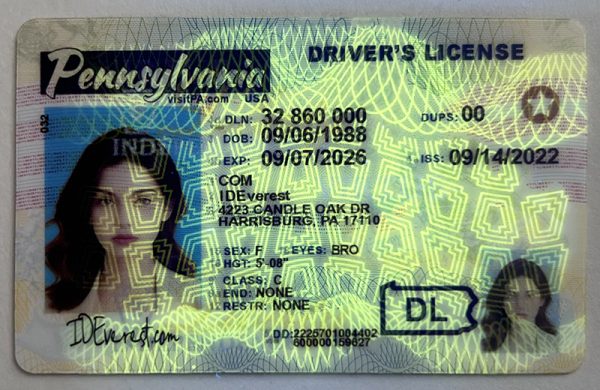 Pennsylvania
visitPA.com USA
DRIVER'S LICENSE
032
DLN: 32 860 000
DUPS: 00
DOB: 09/06/1988
EXP: 09/07/2026
ISS: 09/14/2022
COM
IDEverest
4223 CANDLE OAK DR
HARRISBURG, PA 17110
SEX: F EYES: BRO
HGT: 5'-08"
CLASS: C
END: NONE
RESTR: NONE
DL
DD:2225701004402
600000159627
IDEverest.com